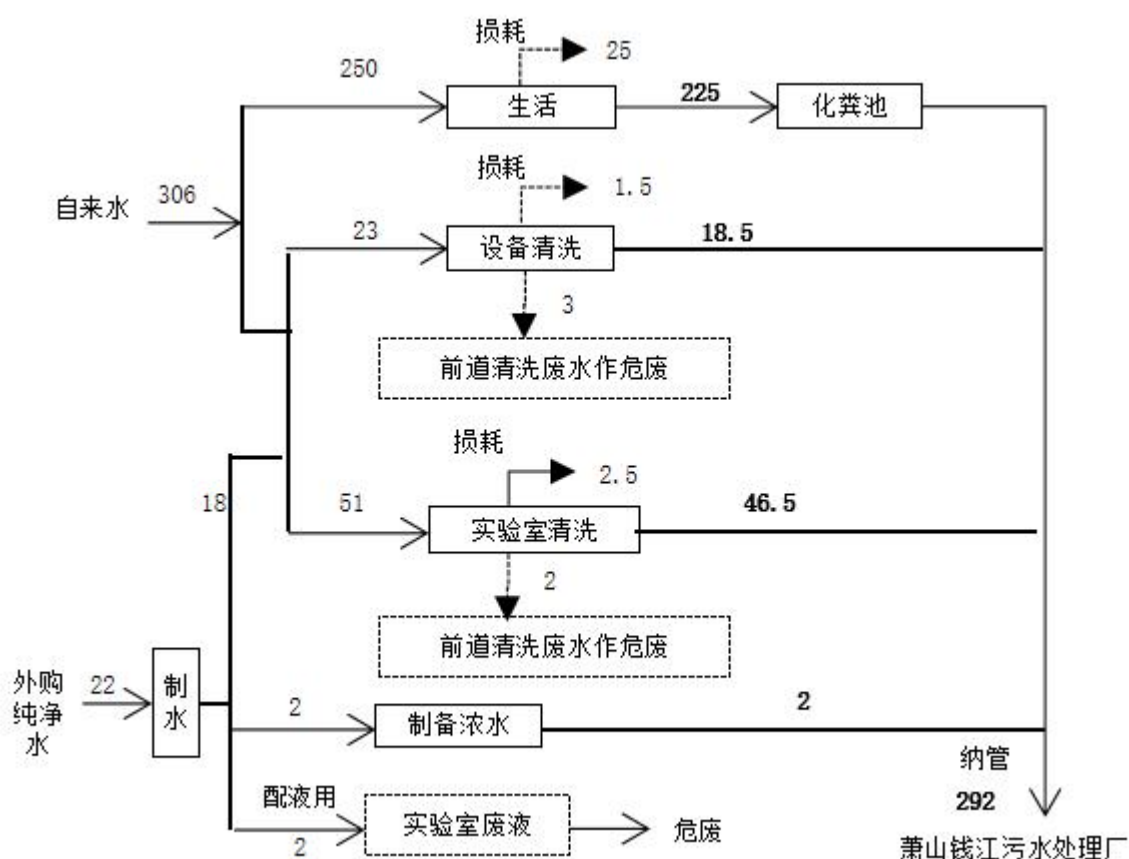 损耗
25
250
生活
225
化粪池
损耗
1.5
自来水
306
23
设备清洗
18.5
3
前道清洗废水作危废
损耗
2.5
18
51
实验室清洗
46.5
2
前道清洗废水作危废
外购
纯净
水
22
制
水
2
制备浓水
2
纳管
292
配液用
2
实验室废液
危废
萧山钱江污水处理厂